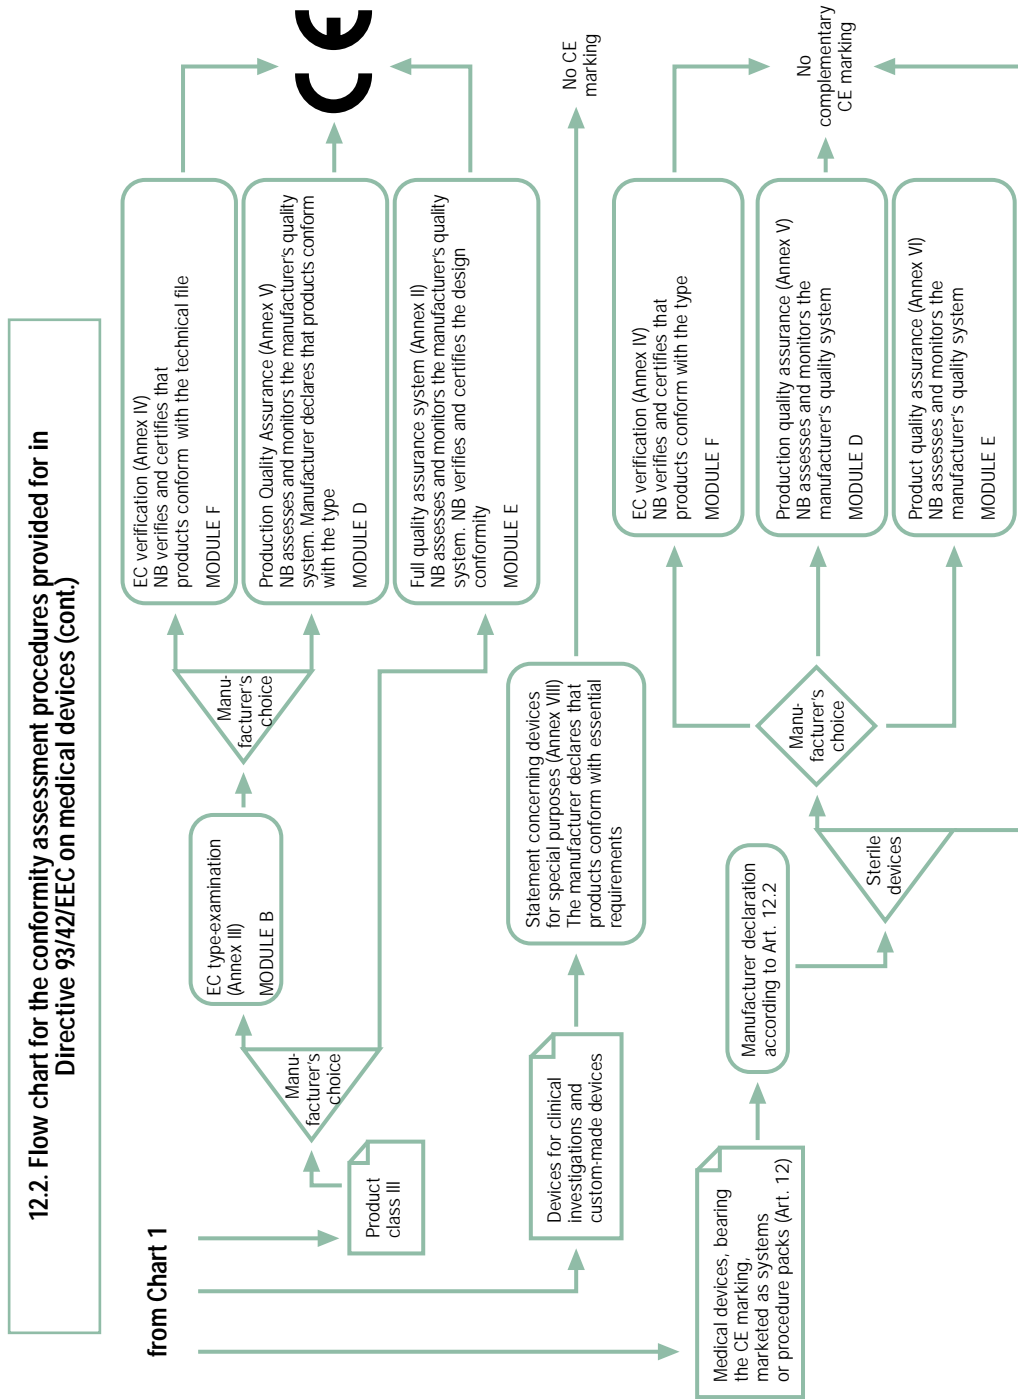 12.2. Flow chart for the conformity assessment procedures provided for in
Directive 93/42/EEC on medical devices (cont.)
from Chart 1
Product
class III
Manu-
facturer's
choice
EC type-examination
(Annex III)
MODULE B
Manu-
facturer's
choice
EC verification (Annex IV)
NB verifies and certifies that
products conform with the technical file
MODULE F
Production Quality Assurance (Annex V)
NB assesses and monitors the manufacturer's quality
system. Manufacturer declares that products conform
with the type
MODULE D
Full quality assurance system (Annex II)
NB assesses and monitors the manufacturer's quality
system. NB verifies and certifies the design
conformity
MODULE E
CE
Devices for clinical
investigations and
custom-made devices
Statement concerning devices
for special purposes (Annex VIII)
The manufacturer declares that
products conform with essential
requirements
No CE
marking
Medical devices, bearing
the CE marking,
marketed as systems
or procedure packs (Art. 12)
Manufacturer declaration
according to Art. 12.2
Sterile
devices
Manu-
facturer's
choice
EC verification (Annex IV)
NB verifies and certifies that
products conform with the type
MODULE F
Production quality assurance (Annex V)
NB assesses and monitors the
manufacturer's quality system
MODULE D
Product quality assurance (Annex VI)
NB assesses and monitors the
manufacturer's quality system
MODULE E
No
complementary
CE marking